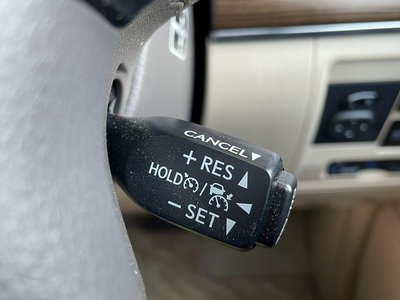 CANCEL▼
+ RES ▲
HOLD / ◀
− SET ▼